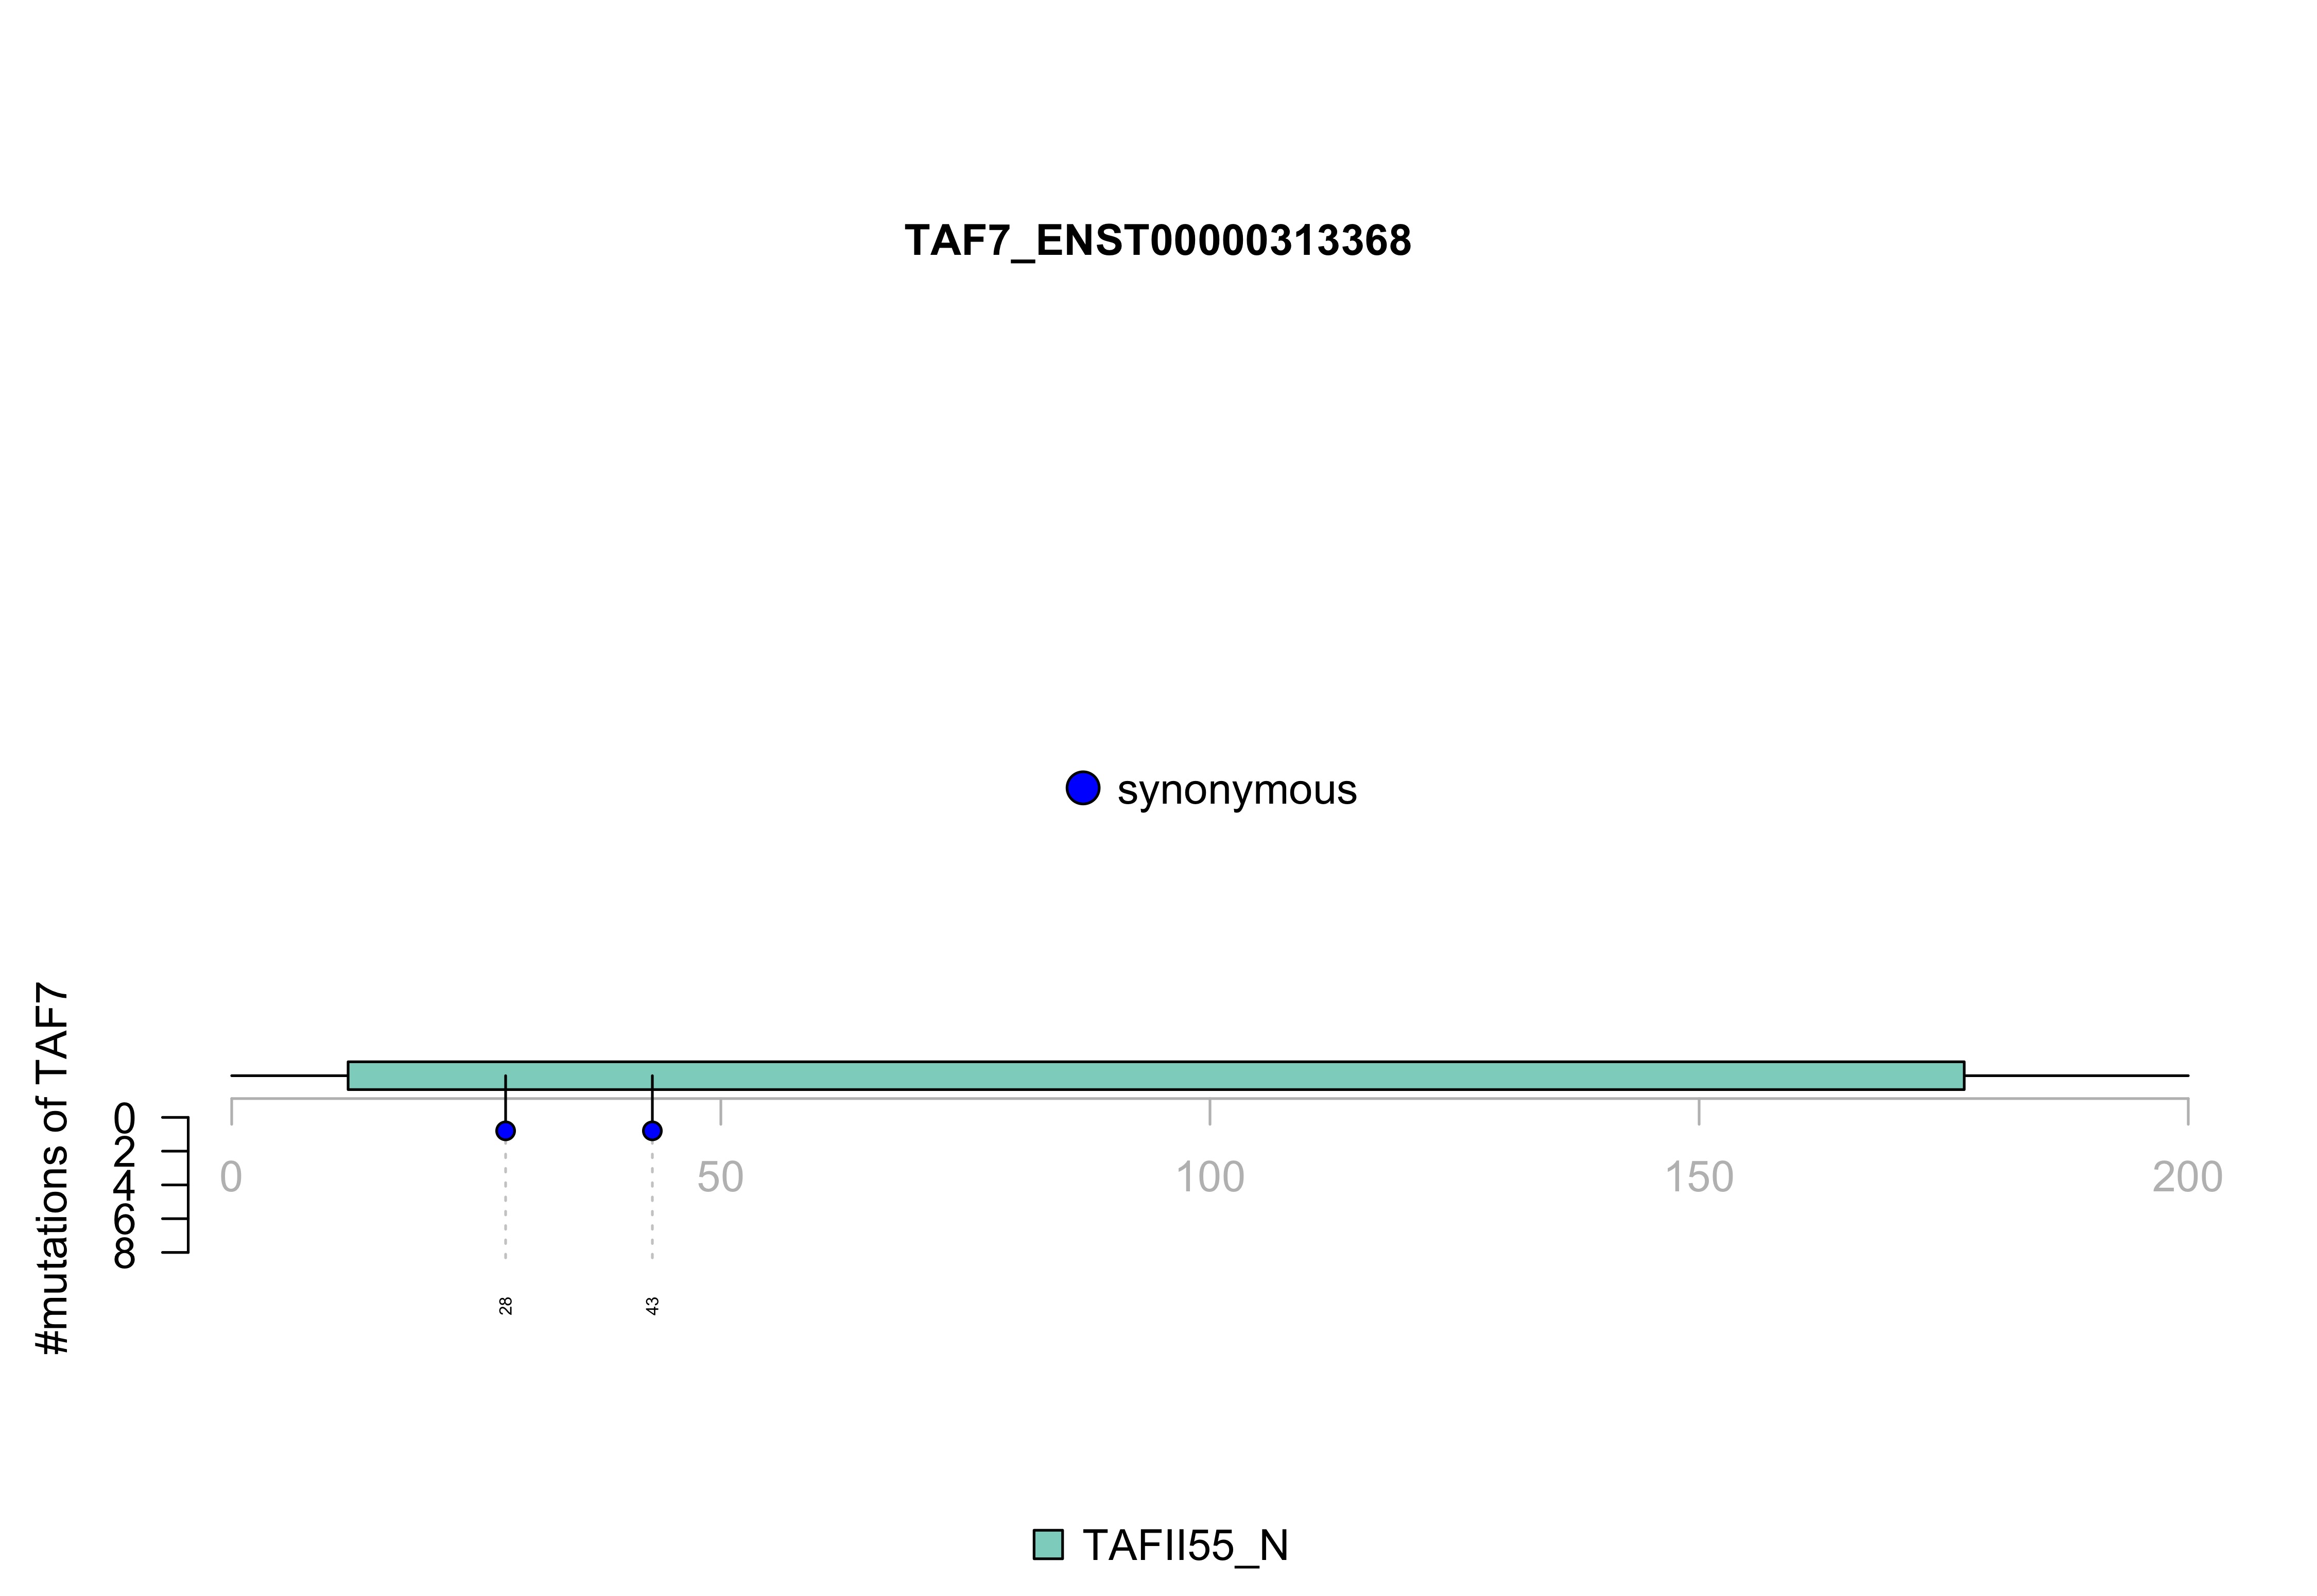 TAF7_ENST00000313368
synonymous
#mutations of TAF7
0
2
4
6
8
0 50 100 150 200
28 43
TAFII55_N